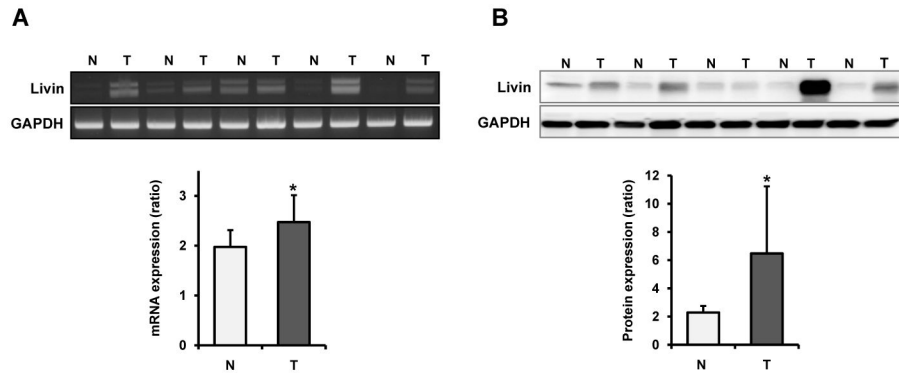 A
N T N T N T N T N T
Livin
GAPDH
mRNA expression (ratio)
3
2
1
0
*
N T
B
N T N T N T N T N T
Livin
GAPDH
Protein expression (ratio)
12
10
8
6
4
2
0
*
N T